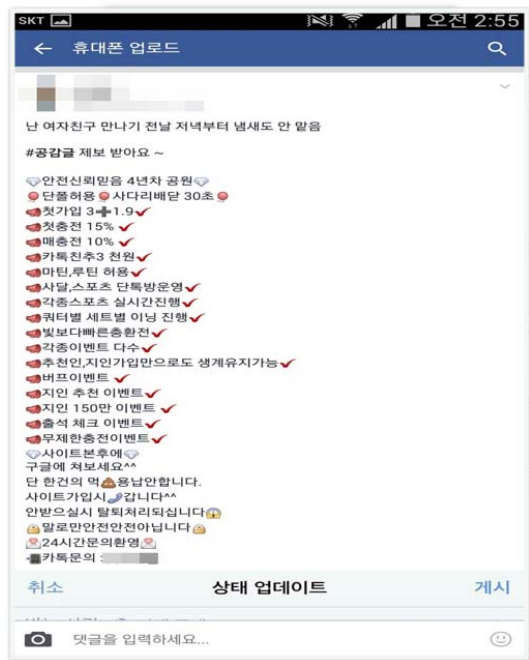 SKT
오전 2:55
휴대폰 업로드
난 여자친구 만나기 전날 저녁부터 냄새도 안 맡음
#공감글 제보 받아요 ~
💎안전신뢰믿음 4년차 공원💎
🎈단폴허용🎈사다리배당 30초🎈
📢첫가입 3➕1.9✔
📢첫충전 15% ✔
📢매충전 10% ✔
📢카톡친추3 천원✔
📢마틴,루틴 허용✔
📢사달,스포츠 단톡방운영✔
📢각종스포츠 실시간진행✔
📢쿼터별 세트별 이닝 진행✔
📢빛보다빠른충환전✔
📢각종이벤트 다수✔
📢추천인,지인가입만으로도 생계유지가능✔
📢버프이벤트 ✔
📢지인 추천 이벤트✔
📢지인 150만 이벤트 ✔
📢출석 체크 이벤트✔
📢무제한충전이벤트✔
💎사이트본후에💎
구글에 쳐보세요^^
단 한건의 먹💩용납안합니다.
사이트가입시📞갑니다^^
안받으실시 탈퇴처리되십니다😱
말로만안전안전아닙니다
24시간문의환영
카톡문의 :
취소
상태 업데이트
게시
댓글을 입력하세요...